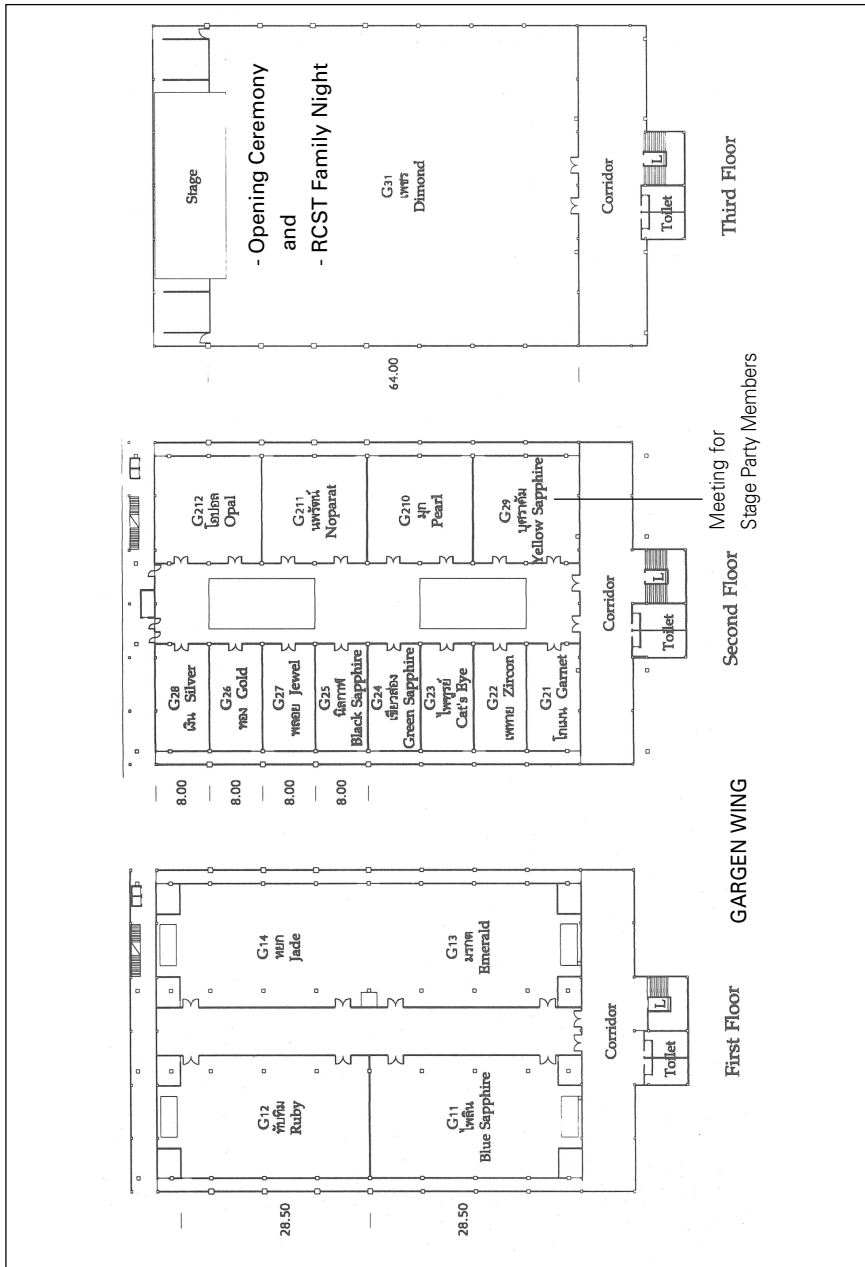 - Opening Ceremony
and
- RCST Family Night
Stage
G31
เพชร
Dimond
Corridor
Toilet
L
Third Floor
64.00
G212
โอปอล
Opal
G211
นพรัตน์
Noparat
G210
มุก
Pearl
G29
บุศราคัม
Yellow Sapphire
Meeting for
Stage Party Members
G28
เงิน Silver
G26
ทอง Gold
G27
พลอย Jewel
G25
นิลกาฬ
Black Sapphire
G24
เขียวส่อง
Green Sapphire
G23
ไพฑูรย์
Cat's Eye
G22
เพทาย Zircon
G21
โกเมน Garnet
Corridor
Toilet
L
Second Floor
8.00
8.00
8.00
8.00
GARGEN WING
G14
หยก
Jade
G13
มรกต
Emerald
G12
ทับทิม
Ruby
G11
ไพลิน
Blue Sapphire
Corridor
Toilet
L
First Floor
28.50
28.50